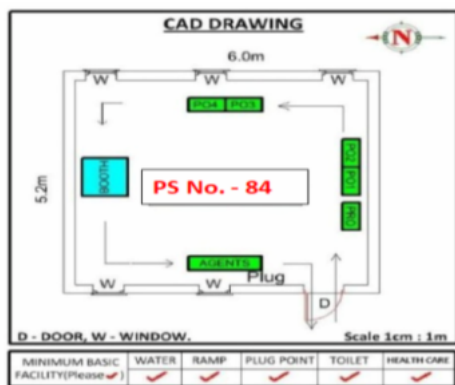 CAD DRAWING
N
6.0m
W W W
PO4 PO3
5.2m
BOOTH
PS No. - 84
PO2 PO1
PRO
AGENTS
Plug
W W
D
D - DOOR, W - WINDOW.
Scale 1cm : 1m
MINIMUM BASIC FACILITY(Please ✓) WATER RAMP PLUG POINT TOILET HEALTH CARE
✓ ✓ ✓ ✓ ✓